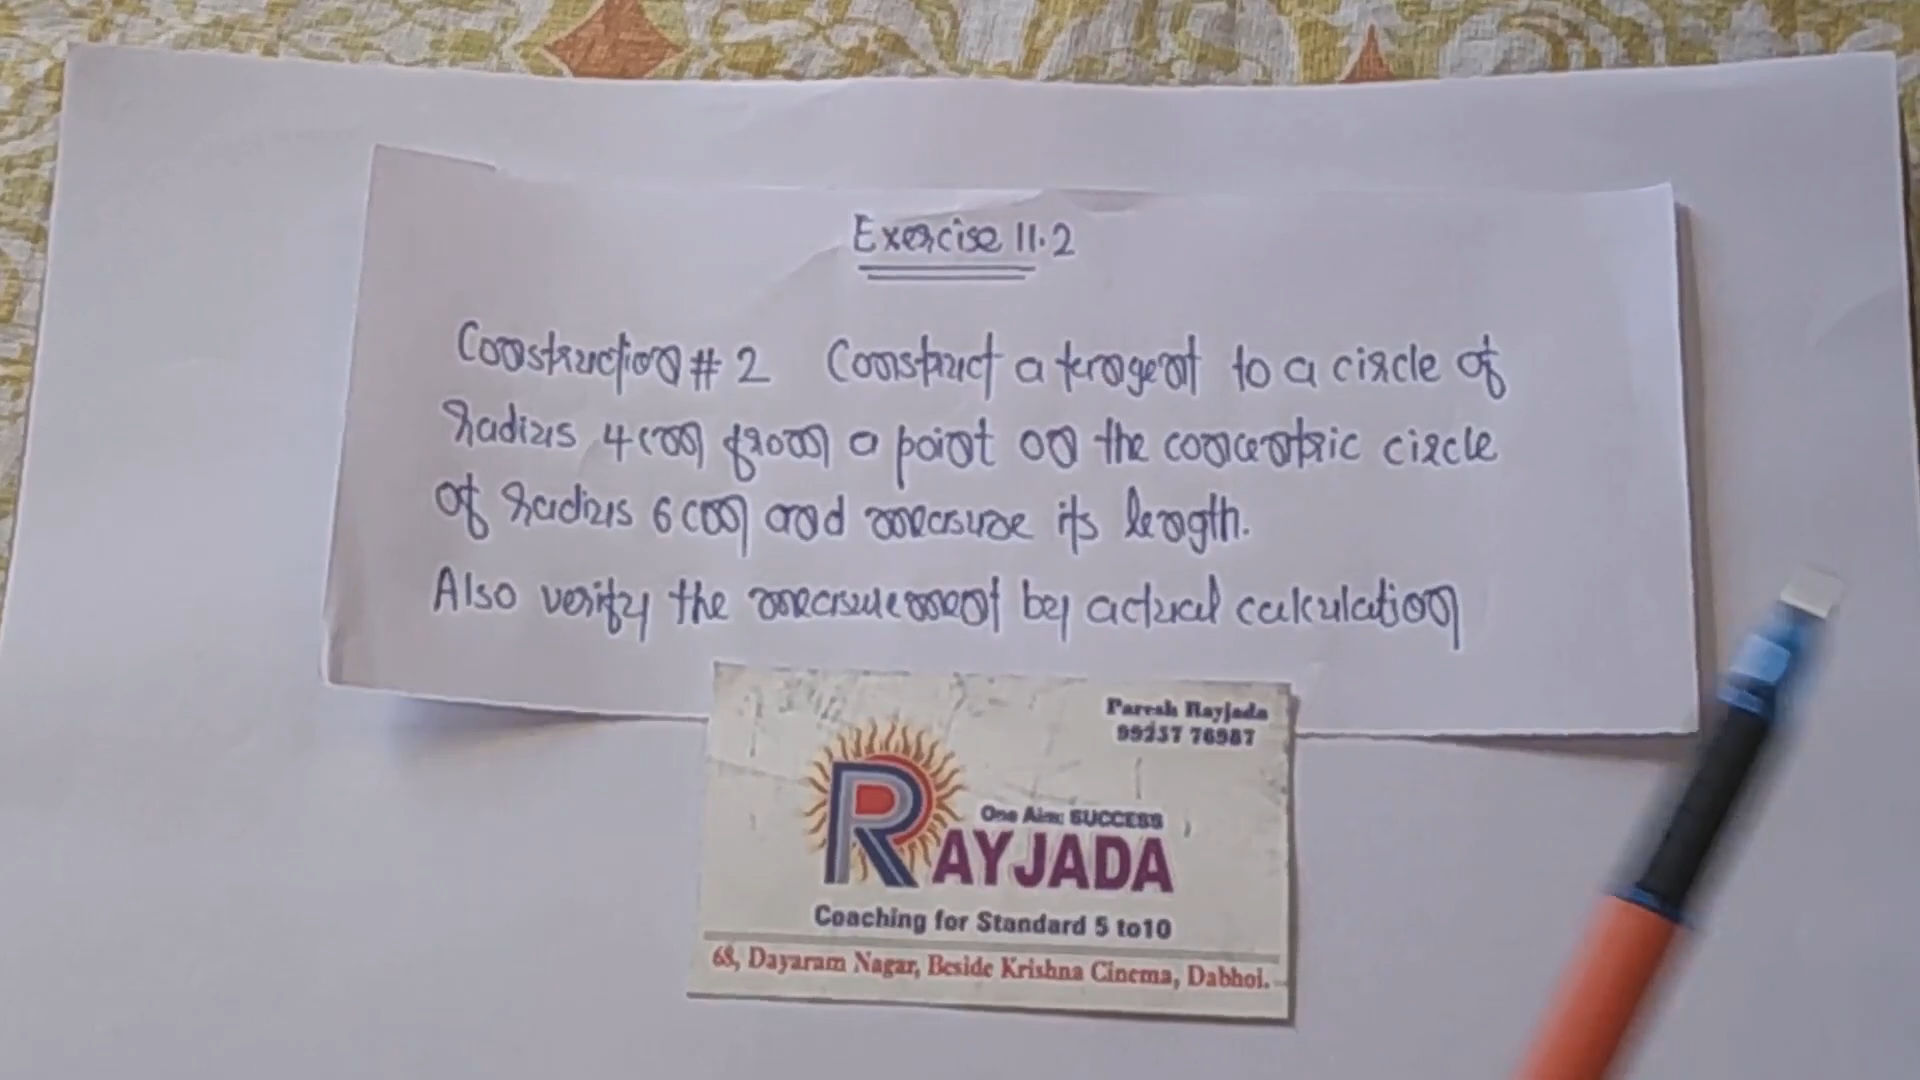 Exercise 11.2
Construction # 2 Construct a tangent to a circle of
radius 4 cm from a point on the concentric circle
of radius 6 cm and measure its length.
Also verify the measurement by actual calculation
Paresh Rayjada
99257 76987
One Aim: SUCCESS
RAYJADA
Coaching for Standard 5 to10
68, Dayaram Nagar, Beside Krishna Cinema, Dabhoi.